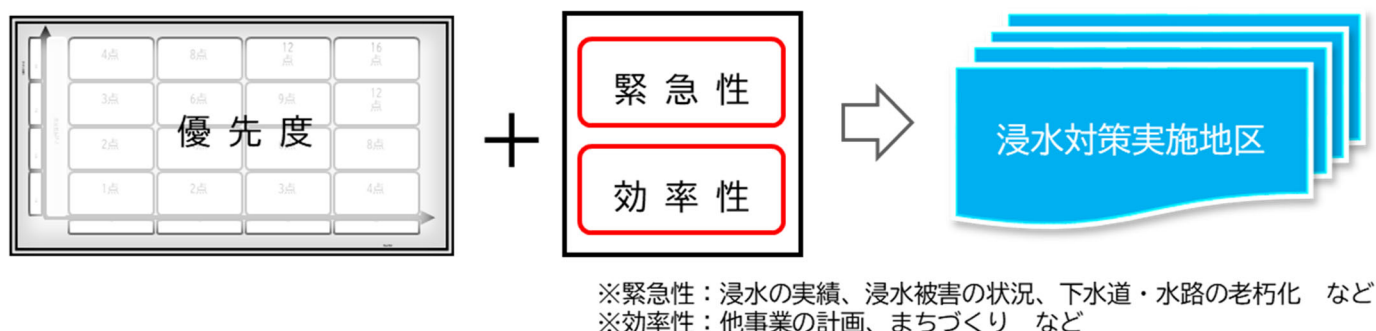 4点 8点 12点 16点
3点 6点 9点 12点
優先度
2点 8点
1点 2点 3点 4点
＋
緊急性
効率性
浸水対策実施地区
※緊急性：浸水の実績、浸水被害の状況、下水道・水路の老朽化　など
※効率性：他事業の計画、まちづくり　など